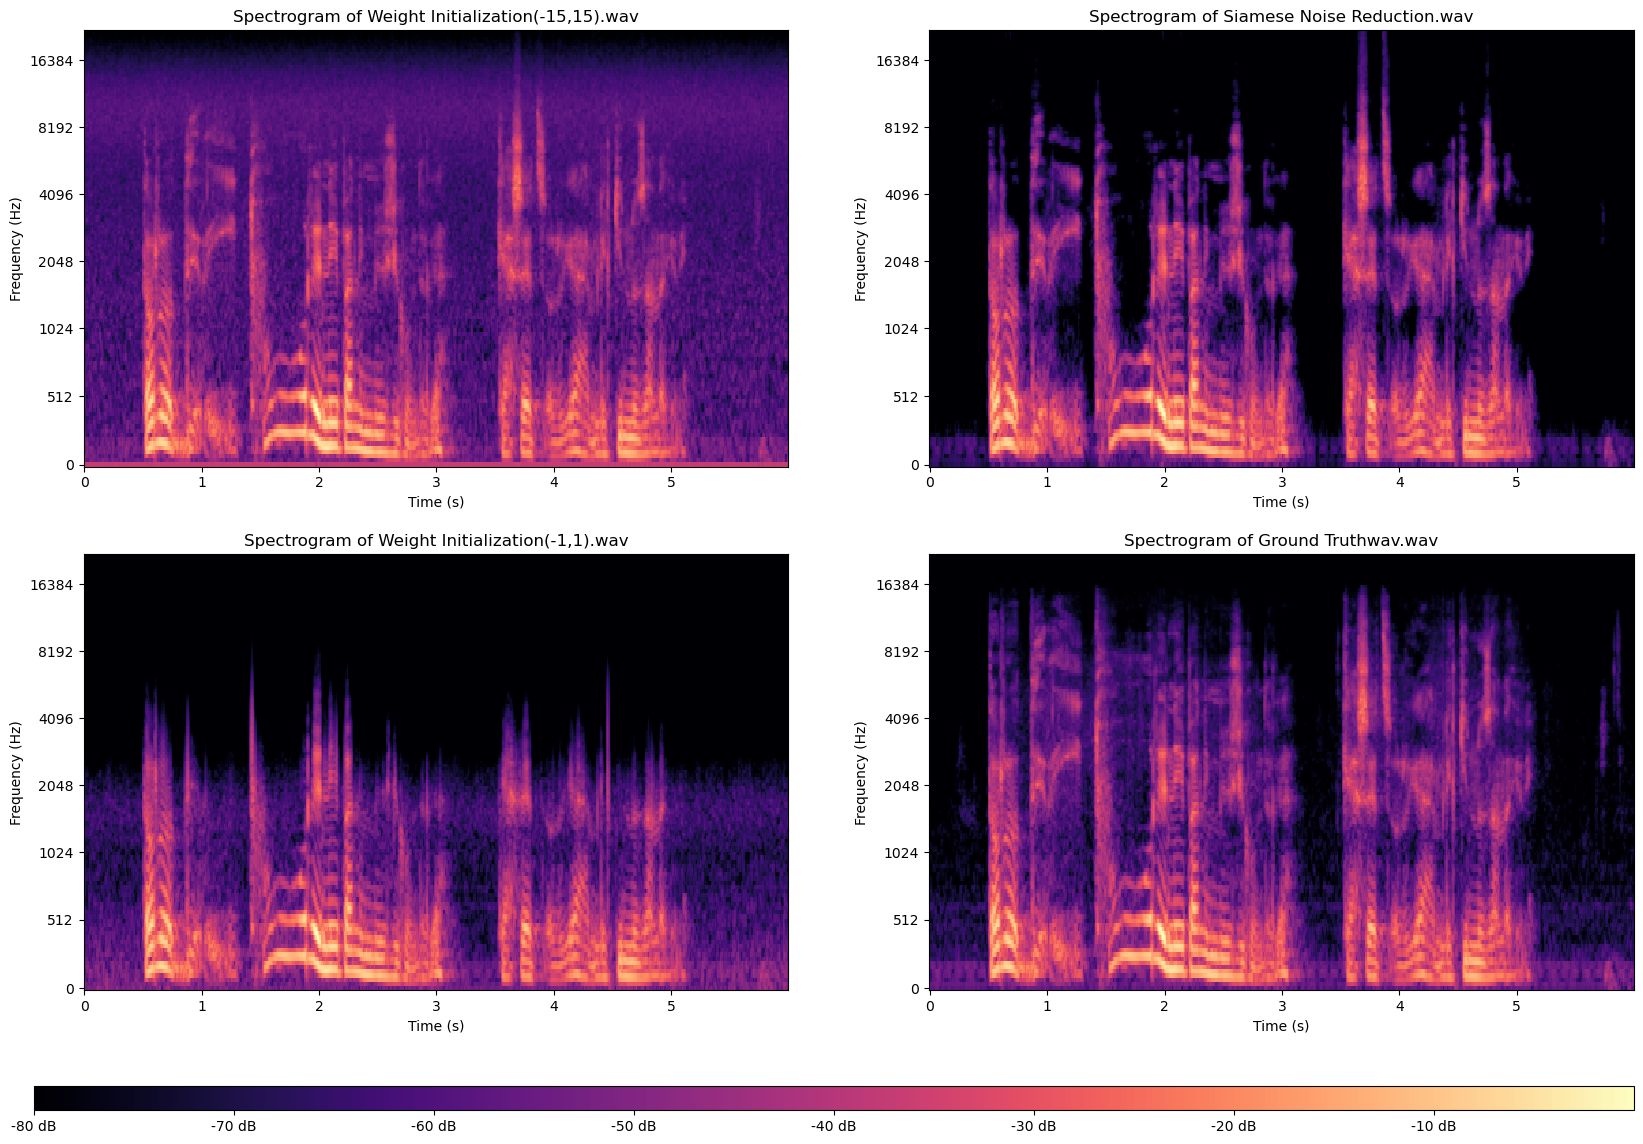 Spectrogram of Weight Initialization(-15,15).wav
Frequency (Hz)
16384
8192
4096
2048
1024
512
0
0 1 2 3 4 5
Time (s)
Spectrogram of Siamese Noise Reduction.wav
Frequency (Hz)
16384
8192
4096
2048
1024
512
0
0 1 2 3 4 5
Time (s)
Spectrogram of Weight Initialization(-1,1).wav
Frequency (Hz)
16384
8192
4096
2048
1024
512
0
0 1 2 3 4 5
Time (s)
Spectrogram of Ground Truthwav.wav
Frequency (Hz)
16384
8192
4096
2048
1024
512
0
0 1 2 3 4 5
Time (s)
-80 dB -70 dB -60 dB -50 dB -40 dB -30 dB -20 dB -10 dB